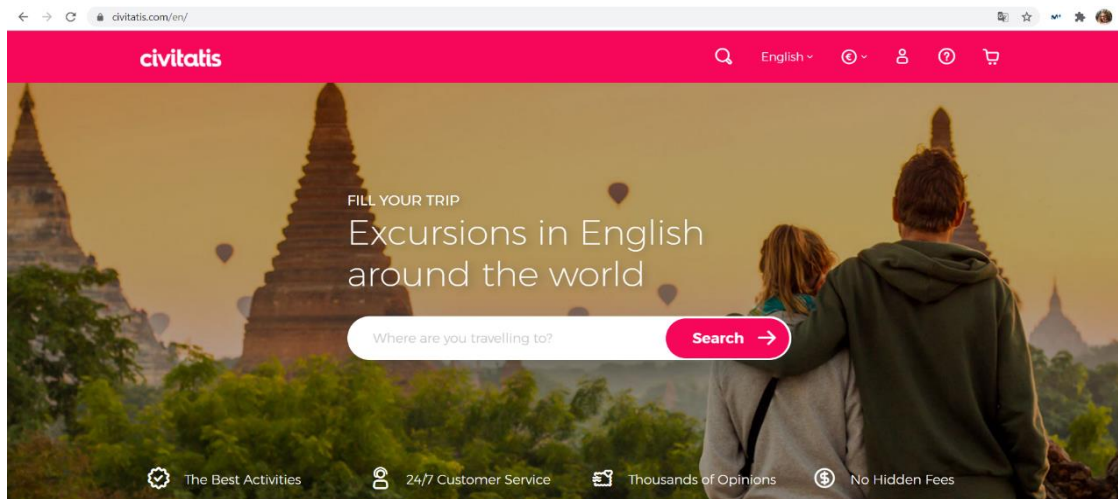 civitatis.com/en/
civitatis
English
FILL YOUR TRIP
Excursions in English
around the world
Where are you travelling to?
Search
The Best Activities
24/7 Customer Service
Thousands of Opinions
No Hidden Fees